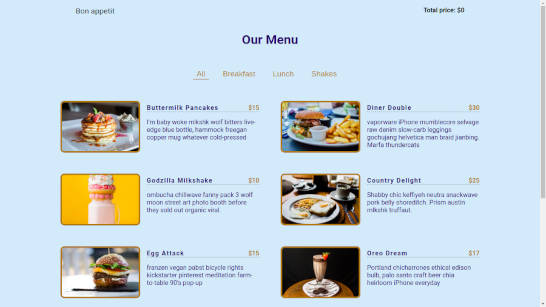 Bon appetit
Total price: $0
Our Menu
All Breakfast Lunch Shakes
Buttermilk Pancakes $15
I'm baby woke mlkshk wolf bitters live-
edge blue bottle, hammock freegan
copper mug whatever cold-pressed
Diner Double $30
vaporware iPhone mumblecore selvage
raw denim slow-carb leggings
gochujang helvetica man braid jianbing.
Marfa thundercats
Godzilla Milkshake $10
ombucha chillwave fanny pack 3 wolf
moon street art photo booth before
they sold out organic viral.
Country Delight $25
Shabby chic keffiyeh neutra snackwave
pork belly shoreditch. Prism austin
mlkshk truffaut.
Egg Attack $15
franzen vegan pabst bicycle rights
kickstarter pinterest meditation farm-
to-table 90's pop-up
Oreo Dream $17
Portland chicharrones ethical edison
bulb, palo santo craft beer chia
heirloom iPhone everyday